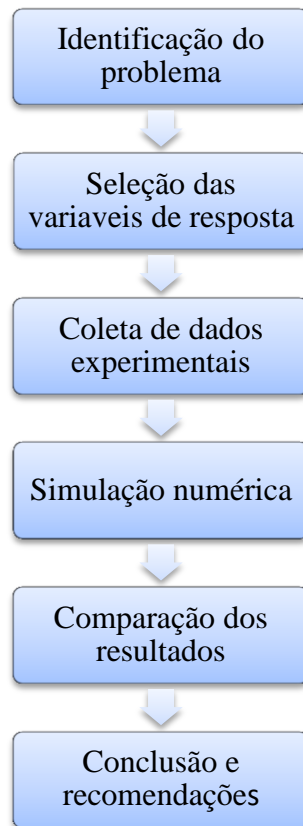 Identificação do
problema
Seleção das
variaveis de resposta
Coleta de dados
experimentais
Simulação numérica
Comparação dos
resultados
Conclusão e
recomendações